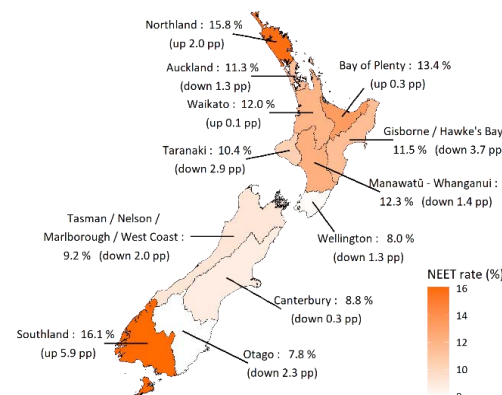 Northland : 15.8 %
(up 2.0 pp)
Auckland : 11.3 %
(down 1.3 pp)
Bay of Plenty : 13.4 %
(up 0.3 pp)
Waikato : 12.0 %
(up 0.1 pp)
Gisborne / Hawke's Bay
11.5 % (down 3.7 pp
Taranaki : 10.4 %
(down 2.9 pp)
Manawatū - Whanganui :
12.3 % (down 1.4 pp)
Tasman / Nelson /
Marlborough / West Coast :
9.2 % (down 2.0 pp)
Wellington : 8.0 %
(down 1.3 pp)
Canterbury : 8.8 %
(down 0.3 pp)
Southland : 16.1 %
(up 5.9 pp)
Otago : 7.8 %
(down 2.3 pp)
NEET rate (%)
16
14
12
10
8